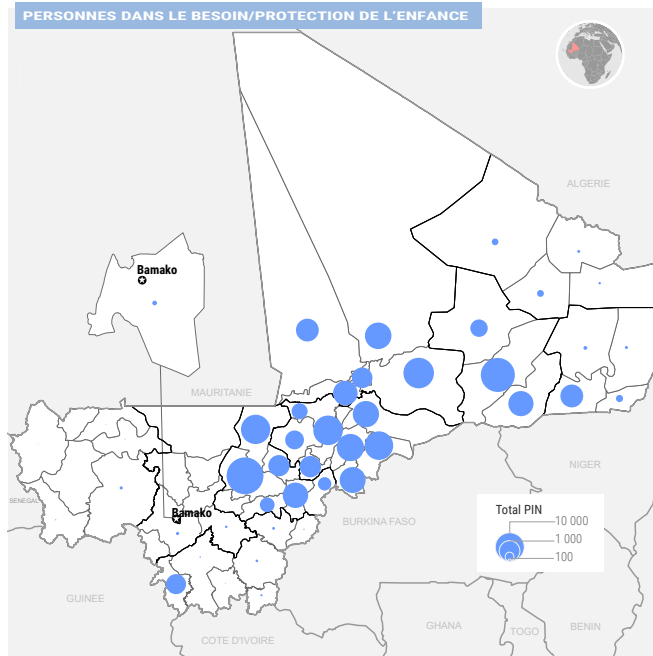 PERSONNES DANS LE BESOIN/PROTECTION DE L'ENFANCE
ALGERIE
Bamako
MAURITANIE
NIGER
SENEGAL
Bamako
BURKINA FASO
Total PIN
10 000
1 000
100
GUINEE
GHANA
TOGO
BENIN
COTE D'IVOIRE